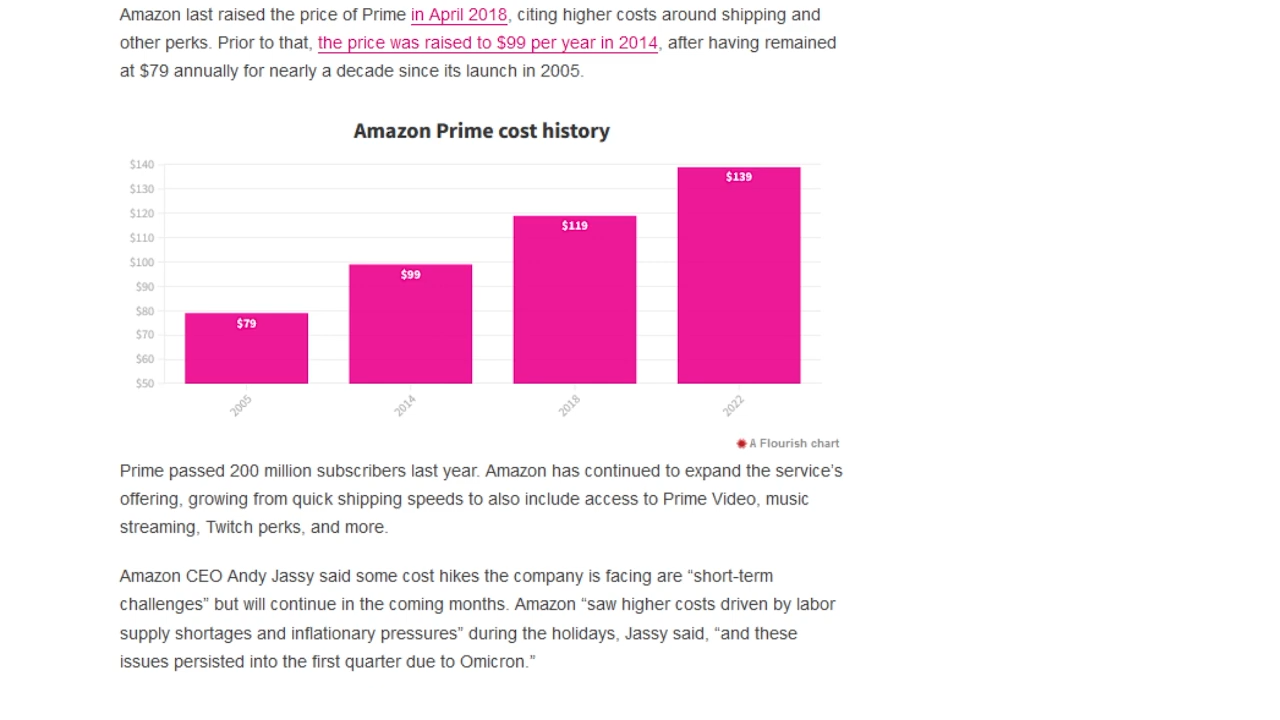 Amazon last raised the price of Prime in April 2018, citing higher costs around shipping and
other perks. Prior to that, the price was raised to $99 per year in 2014, after having remained
at $79 annually for nearly a decade since its launch in 2005.
Amazon Prime cost history
$140
$130
$120
$110
$100
$90
$80
$70
$60
$50
$79
$99
$119
$139
2005
2014
2018
2022
A Flourish chart
Prime passed 200 million subscribers last year. Amazon has continued to expand the service’s
offering, growing from quick shipping speeds to also include access to Prime Video, music
streaming, Twitch perks, and more.
Amazon CEO Andy Jassy said some cost hikes the company is facing are “short-term
challenges” but will continue in the coming months. Amazon “saw higher costs driven by labor
supply shortages and inflationary pressures” during the holidays, Jassy said, “and these
issues persisted into the first quarter due to Omicron.”